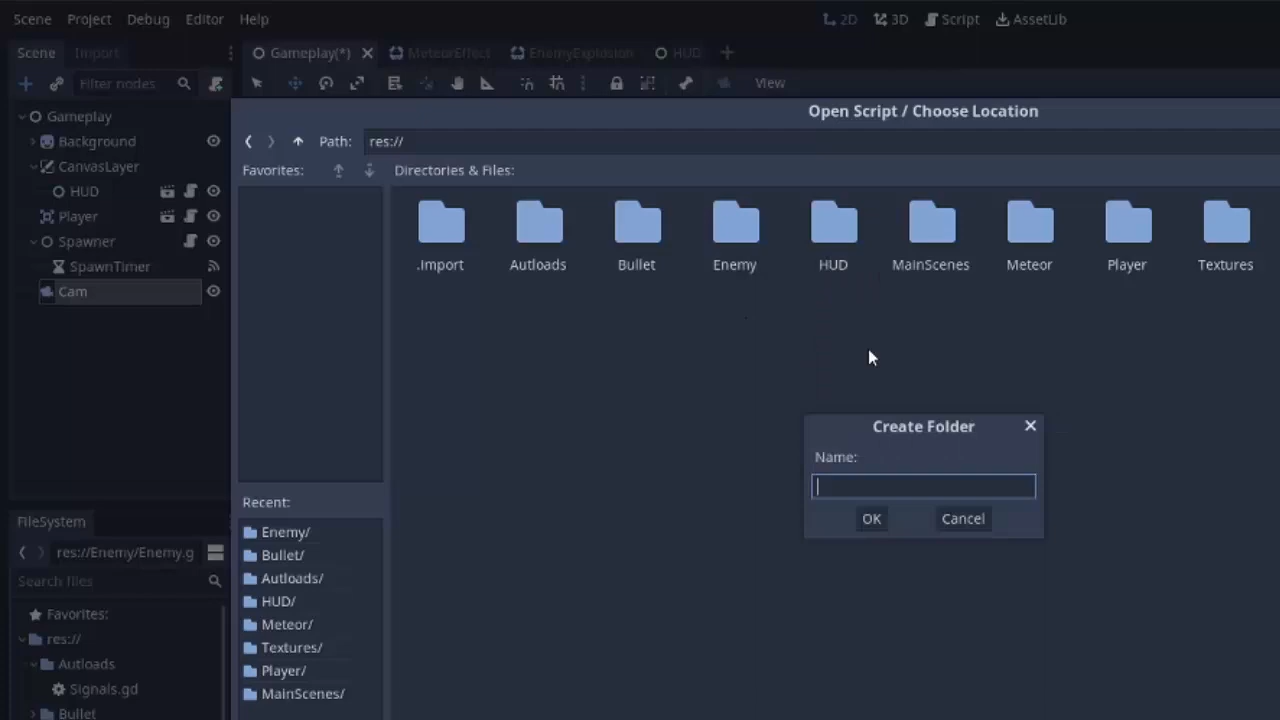 Scene Project Debug Editor Help 2D 3D Script AssetLib
Scene Import Gameplay(*) MeteorEffect EnemyExplosion HUD
Filter nodes View
Gameplay
Background
CanvasLayer
HUD
Player
Spawner
SpawnTimer
Cam
Open Script / Choose Location
Path: res://
Favorites: Directories & Files:
.Import Autloads Bullet Enemy HUD MainScenes Meteor Player Textures
Create Folder
Name:
OK Cancel
Recent:
Enemy/
Bullet/
Autloads/
HUD/
Meteor/
Textures/
Player/
MainScenes/
FileSystem
res://Enemy/Enemy.g
Search files
Favorites:
res://
Autloads
Signals.gd
Bullet